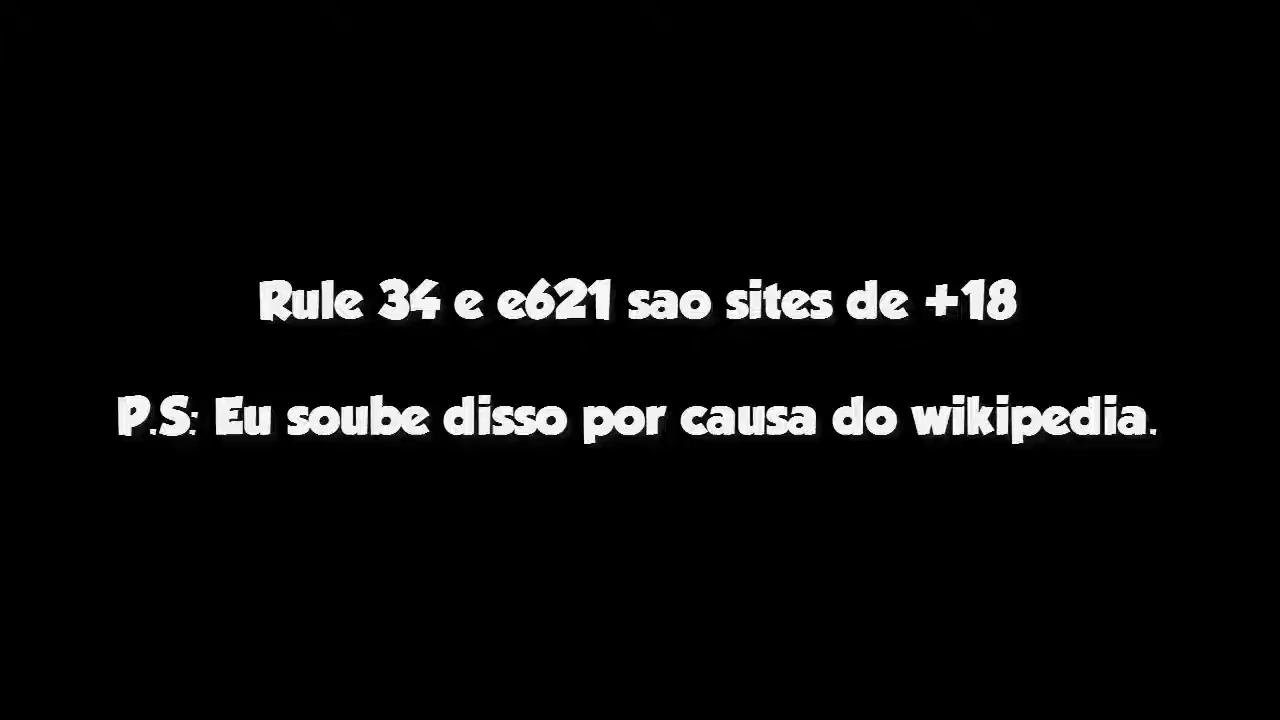 Rule 34 e e621 sao sites de +18
P.S: Eu soube disso por causa do wikipedia.